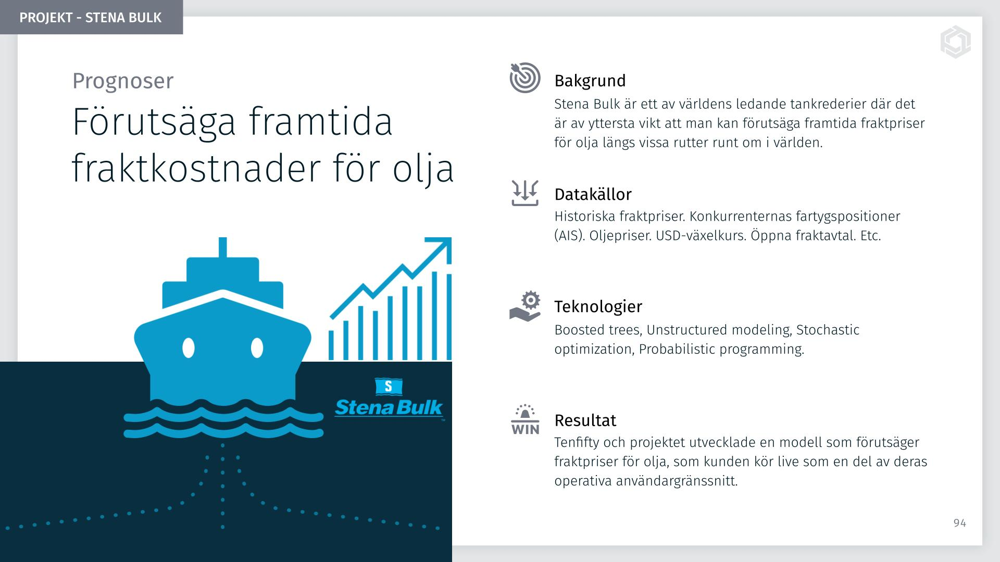 PROJEKT - STENA BULK
Prognoser
Förutsäga framtida
fraktkostnader för olja
S
Stena Bulk
™
Bakgrund
Stena Bulk är ett av världens ledande tankrederier där det
är av yttersta vikt att man kan förutsäga framtida fraktpriser
för olja längs vissa rutter runt om i världen.
Datakällor
Historiska fraktpriser. Konkurrenternas fartygspositioner
(AIS). Oljepriser. USD-växelkurs. Öppna fraktavtal. Etc.
Teknologier
Boosted trees, Unstructured modeling, Stochastic
optimization, Probabilistic programming.
WIN
Resultat
Tenfifty och projektet utvecklade en modell som förutsäger
fraktpriser för olja, som kunden kör live som en del av deras
operativa användargränssnitt.
94